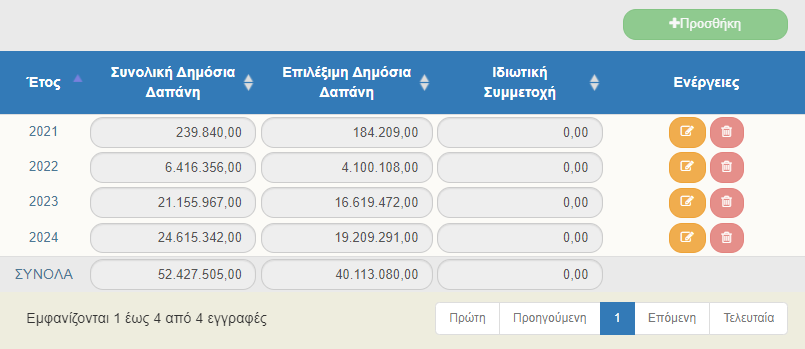 Προσθήκη
Έτος Συνολική Δημόσια Δαπάνη Επιλέξιμη Δημόσια Δαπάνη Ιδιωτική Συμμετοχή Ενέργειες
2021 239.840,00 184.209,00 0,00
2022 6.416.356,00 4.100.108,00 0,00
2023 21.155.967,00 16.619.472,00 0,00
2024 24.615.342,00 19.209.291,00 0,00
ΣΥΝΟΛΑ 52.427.505,00 40.113.080,00 0,00
Εμφανίζονται 1 έως 4 από 4 εγγραφές Πρώτη Προηγούμενη 1 Επόμενη Τελευταία